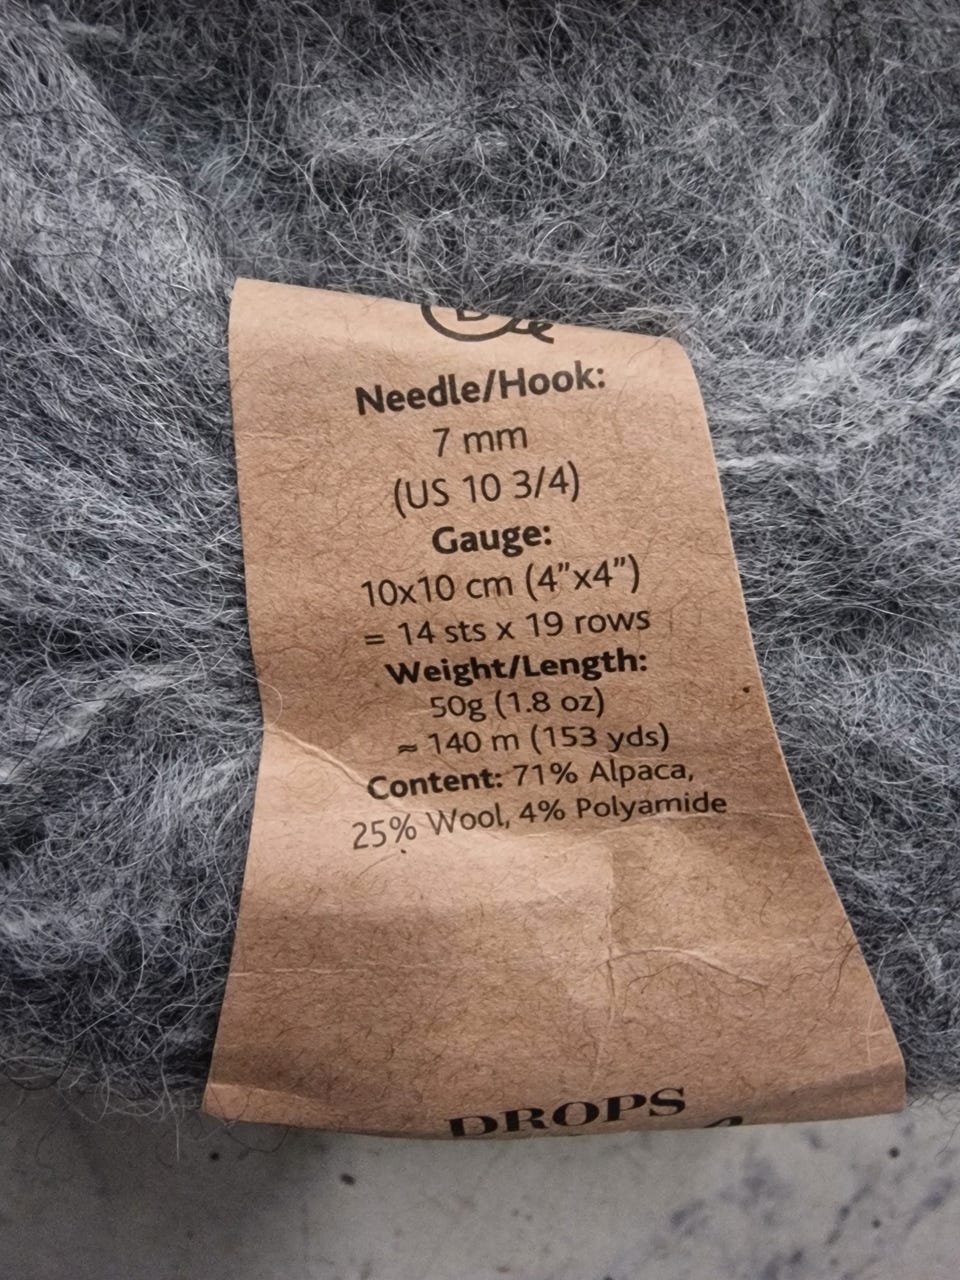 Needle/Hook:
7 mm
(US 10 3/4)
Gauge:
10x10 cm (4”x4”)
= 14 sts x 19 rows
Weight/Length:
50g (1.8 oz)
≈ 140 m (153 yds)
Content: 71% Alpaca,
25% Wool, 4% Polyamide
DROPS